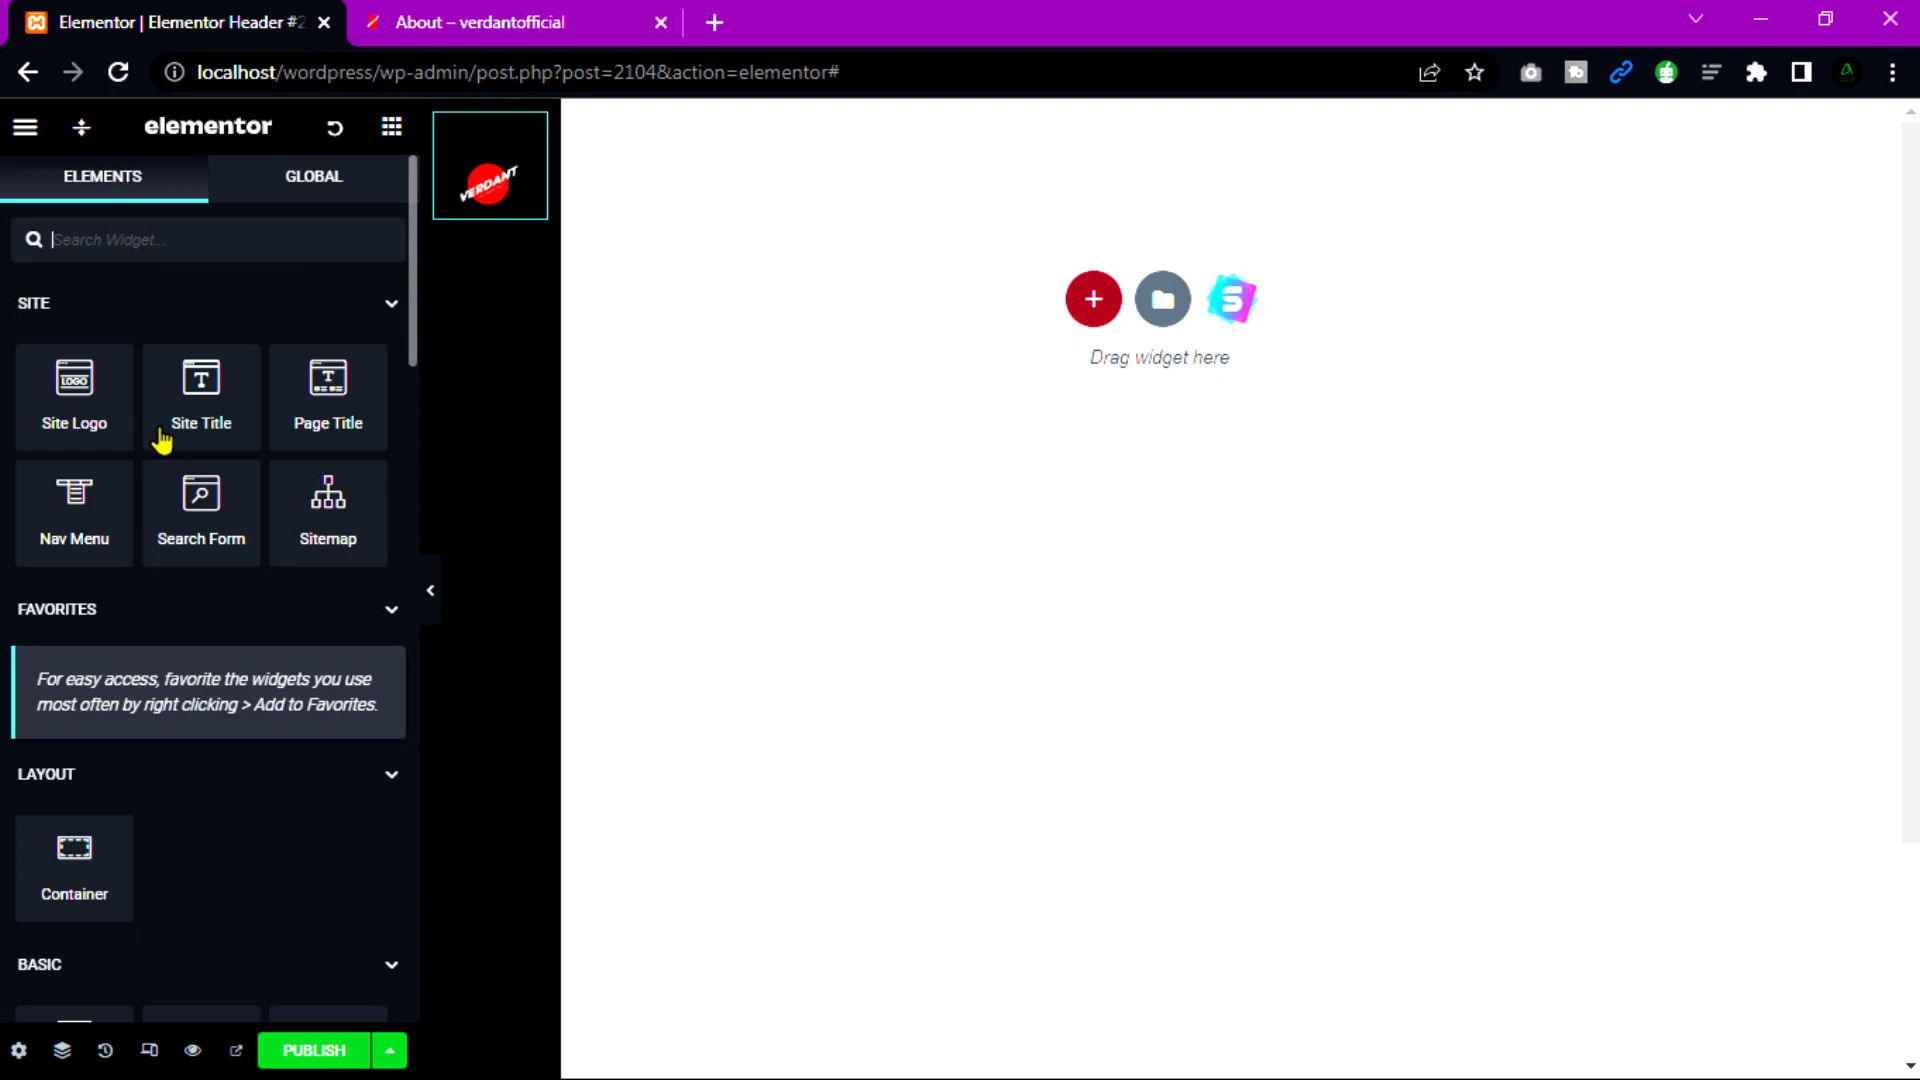 Elementor | Elementor Header #2
About – verdantofficial
localhost/wordpress/wp-admin/post.php?post=2104&action=elementor#
elementor
ELEMENTS
GLOBAL
VERDANT
Search Widget...
SITE
LOGO
Site Logo
Site Title
Page Title
Nav Menu
Search Form
Sitemap
Drag widget here
FAVORITES
For easy access, favorite the widgets you use
most often by right clicking > Add to Favorites.
LAYOUT
Container
BASIC
PUBLISH